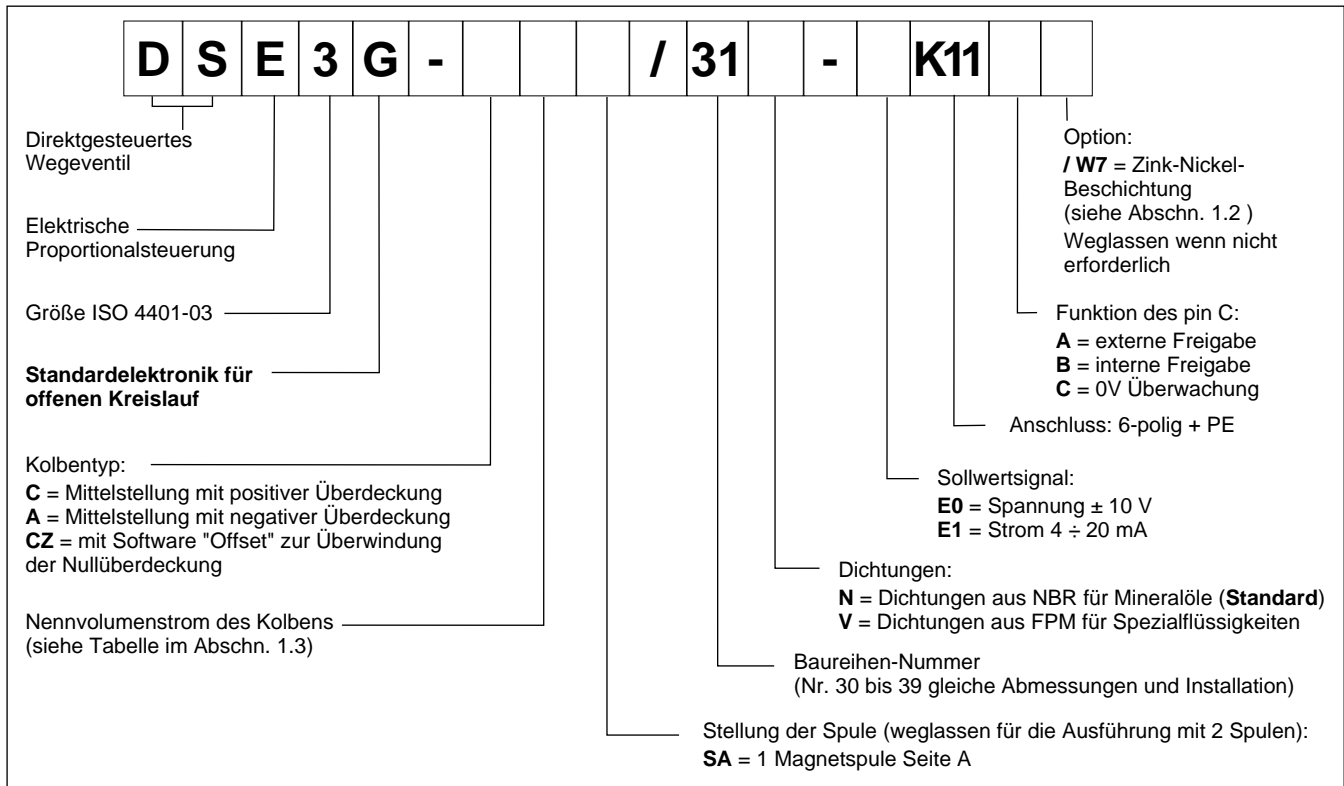 D S E 3 G - / 31 - K11
Direktgesteuertes
Wegeventil
Elektrische
Proportionalsteuerung
Größe ISO 4401-03
Standardelektronik für
offenen Kreislauf
Kolbentyp:
C = Mittelstellung mit positiver Überdeckung
A = Mittelstellung mit negativer Überdeckung
CZ = mit Software "Offset" zur Überwindung
der Nullüberdeckung
Nennvolumenstrom des Kolbens
(siehe Tabelle im Abschn. 1.3)
Option:
/ W7 = Zink-Nickel-
Beschichtung
(siehe Abschn. 1.2 )
Weglassen wenn nicht
erforderlich
Funktion des pin C:
A = externe Freigabe
B = interne Freigabe
C = 0V Überwachung
Anschluss: 6-polig + PE
Sollwertsignal:
E0 = Spannung ± 10 V
E1 = Strom 4 ÷ 20 mA
Dichtungen:
N = Dichtungen aus NBR für Mineralöle (Standard)
V = Dichtungen aus FPM für Spezialflüssigkeiten
Baureihen-Nummer
(Nr. 30 bis 39 gleiche Abmessungen und Installation)
Stellung der Spule (weglassen für die Ausführung mit 2 Spulen):
SA = 1 Magnetspule Seite A